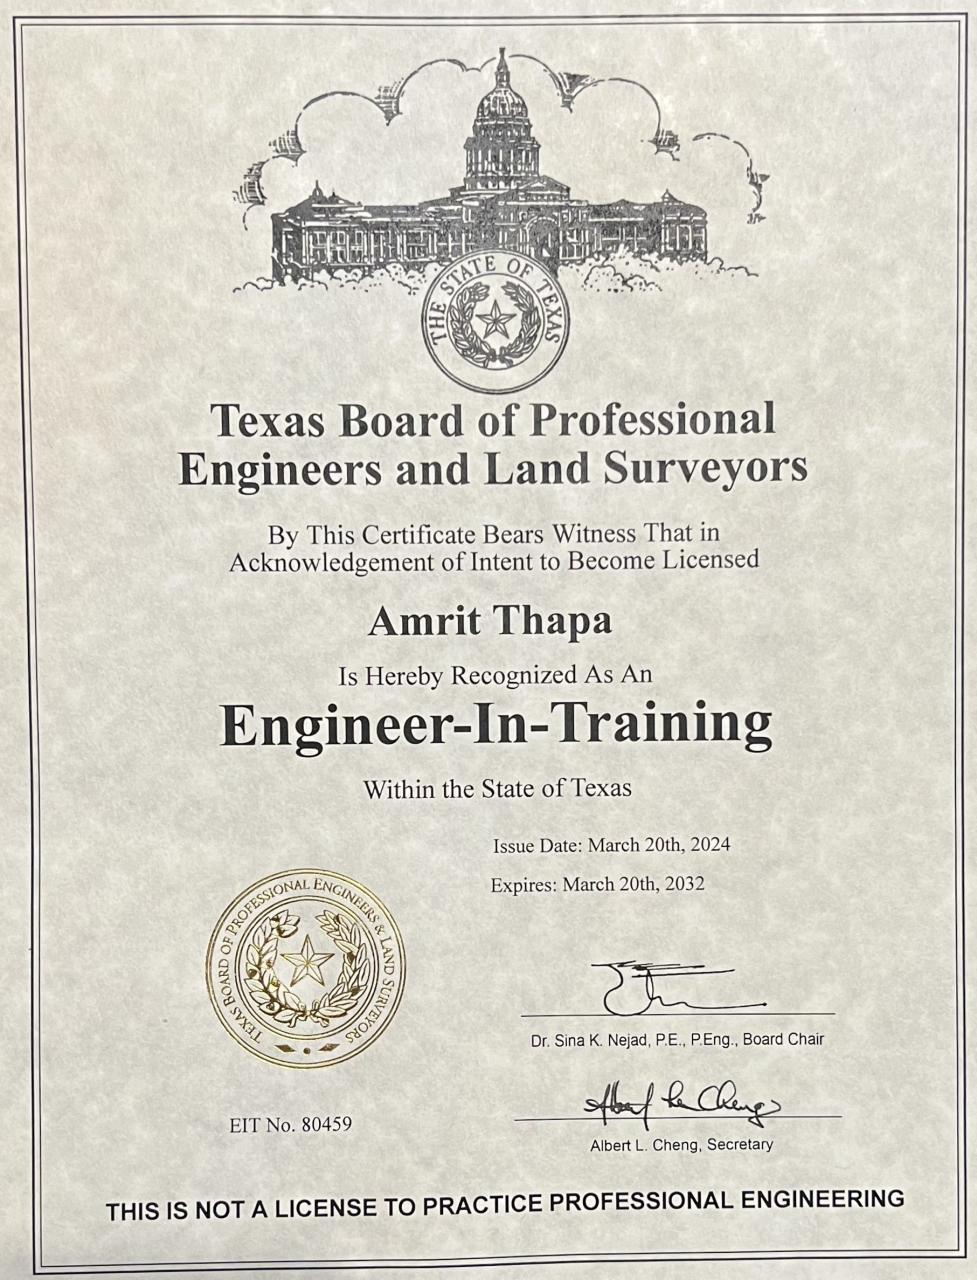 THE STATE OF TEXAS
Texas Board of Professional
Engineers and Land Surveyors
By This Certificate Bears Witness That in
Acknowledgement of Intent to Become Licensed
Amrit Thapa
Is Hereby Recognized As An
Engineer-In-Training
Within the State of Texas
Issue Date: March 20th, 2024
Expires: March 20th, 2032
TEXAS BOARD OF PROFESSIONAL ENGINEERS & LAND SURVEYORS
Dr. Sina K. Nejad, P.E., P.Eng., Board Chair
Albert L. Cheng, Secretary
EIT No. 80459
THIS IS NOT A LICENSE TO PRACTICE PROFESSIONAL ENGINEERING